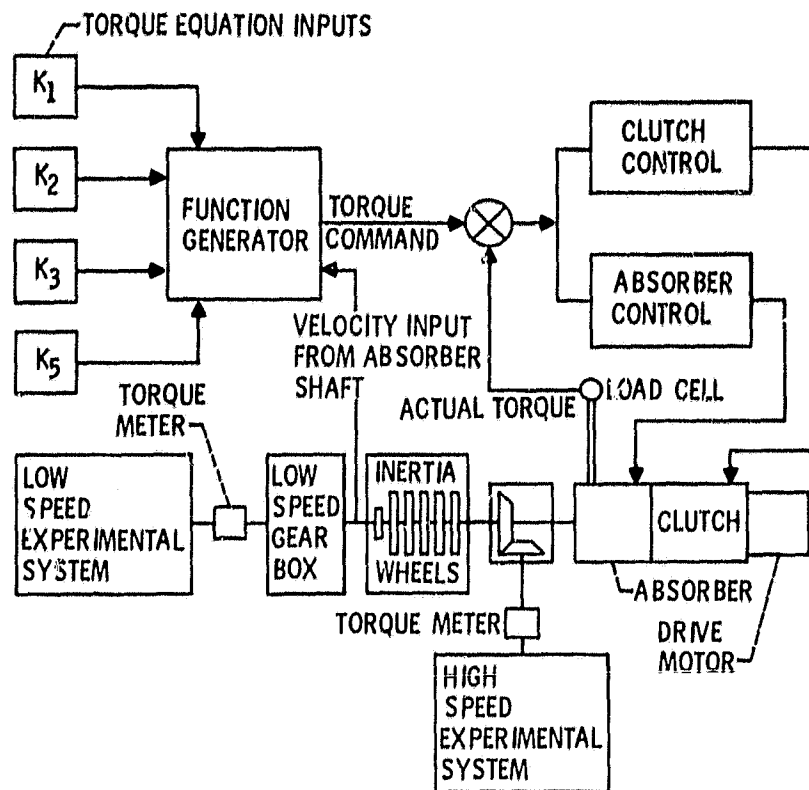 TORQUE EQUATION INPUTS
K1
K2
K3
K5
FUNCTION
GENERATOR
TORQUE
COMMAND
CLUTCH
CONTROL
ABSORBER
CONTROL
VELOCITY INPUT
FROM ABSORBER
SHAFT
ACTUAL TORQUE
LOAD CELL
TORQUE
METER
LOW
SPEED
EXPERIMENTAL
SYSTEM
LOW
SPEED
GEAR
BOX
INERTIA
WHEELS
CLUTCH
ABSORBER
DRIVE
MOTOR
TORQUE METER
HIGH
SPEED
EXPERIMENTAL
SYSTEM